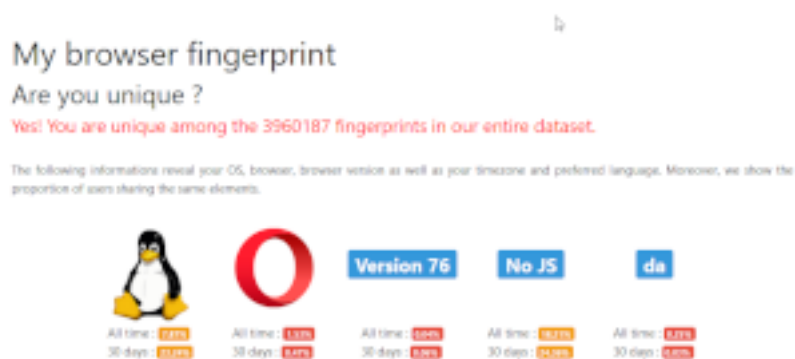 My browser fingerprint
Are you unique ?
Yes! You are unique among the 3960187 fingerprints in our entire dataset.
The following informations reveal your OS, browser, browser version as well as your timezone and preferred language. Moreover, we show the
proportion of users sharing the same elements.
Version 76 No JS da
All time : All time : All time : All time : All time :
30 days : 30 days : 30 days : 30 days : 30 days :